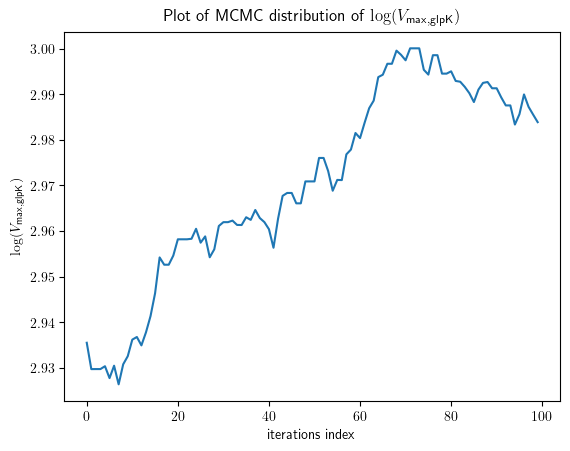 Plot of MCMC distribution of log(V_max,glpK)
log(V_max,glpK)
3.00
2.99
2.98
2.97
2.96
2.95
2.94
2.93
0 20 40 60 80 100
iterations index